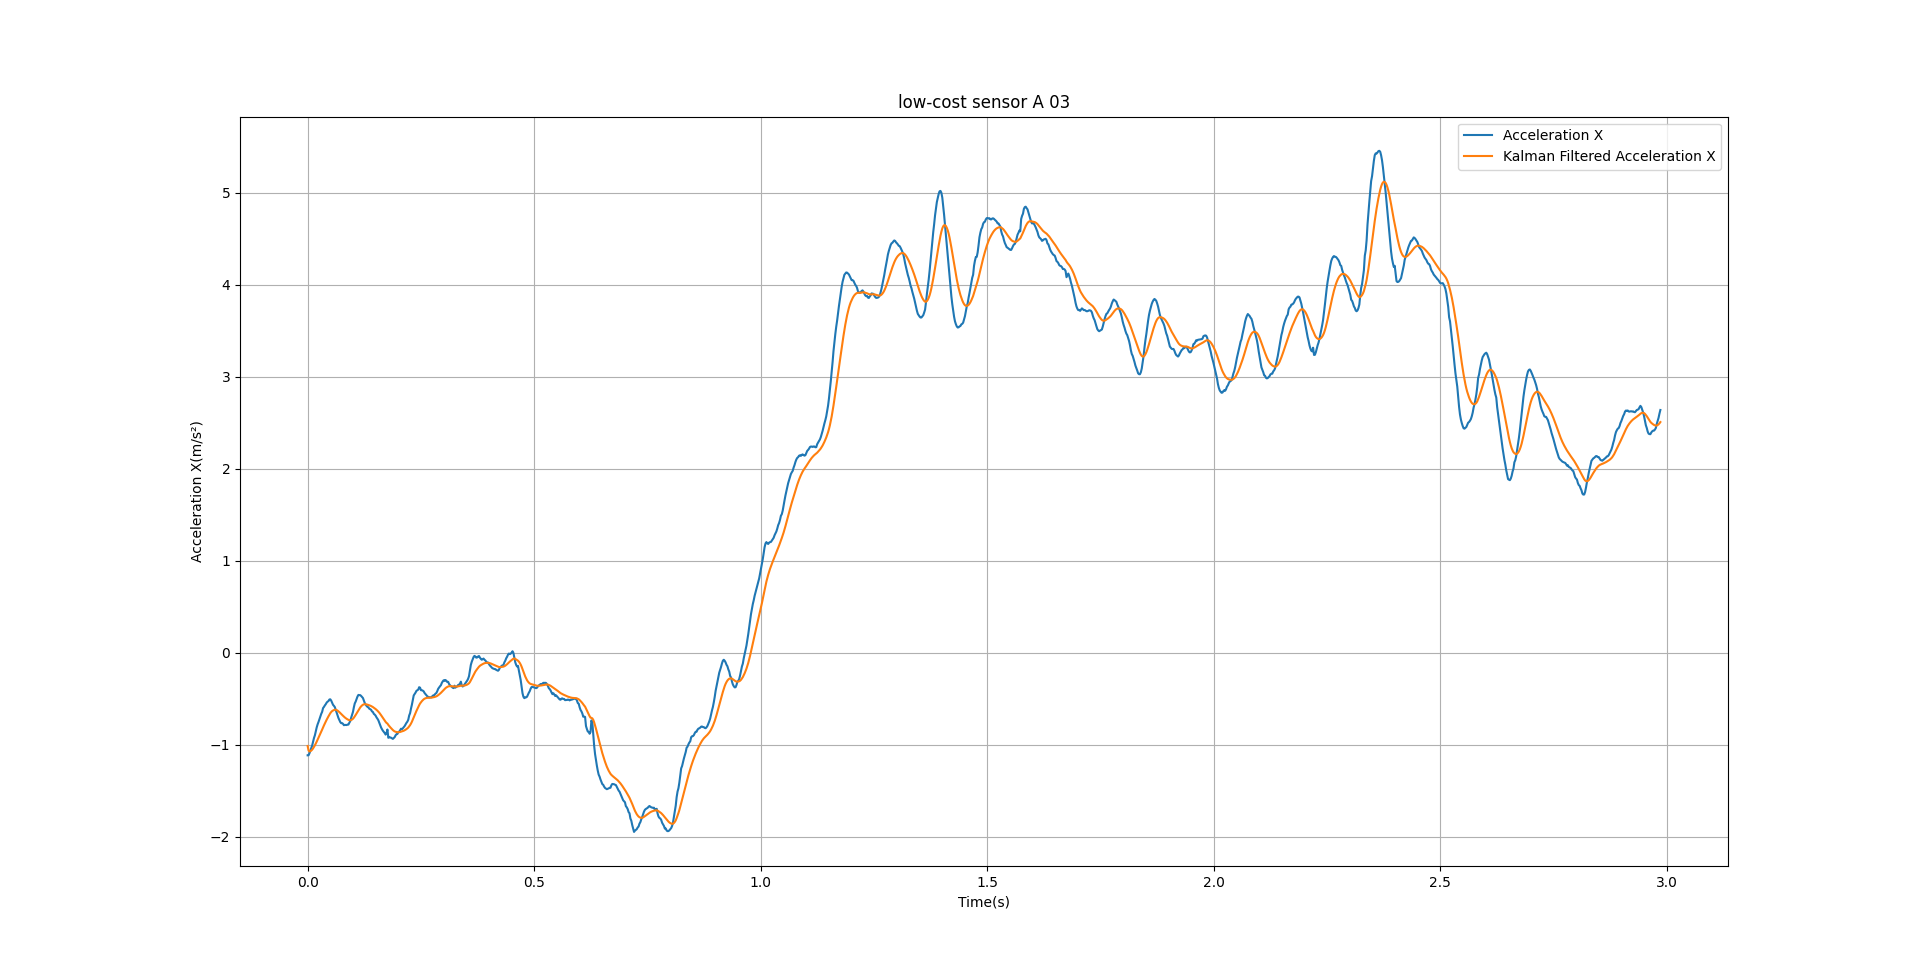 low-cost sensor A 03
Acceleration X
Kalman Filtered Acceleration X
5
4
3
2
1
0
−1
−2
Acceleration X(m/s²)
0.0 0.5 1.0 1.5 2.0 2.5 3.0
Time(s)